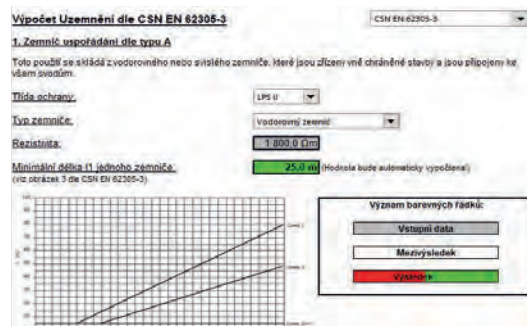 Výpočet Uzemnění dle CSN EN 62305-3
CSN EN 62305-3
1. Zemnič uspořádání dle typu A
Toto použití se skládá z vodorovného nebo svislého zemniče, které jsou zřízeny vně chráněné stavby a jsou připojeny ke
všem svodům.
Třída ochrany:
LPS II
Typ zemniče:
Vodorovný zemnič
Rezistivita:
1 800,0 Ωm
Minimální délka l1 jednoho zemniče.
25,0 m (Hodnota bude automaticky vypočtena!)
(viz obrázek 3 dle CSN EN 62305-3)
Význam barevných řádků:
Vstupní data
Mezivýsledek
Výsledek